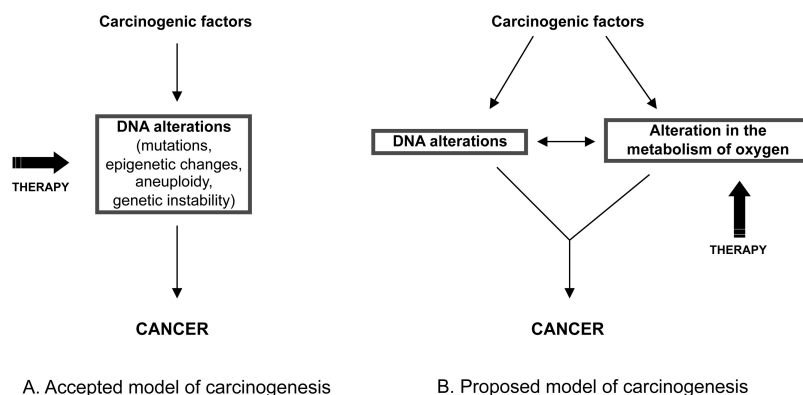 Carcinogenic factors
DNA alterations
(mutations,
epigenetic changes,
aneuploidy,
genetic instability)
THERAPY
CANCER
A. Accepted model of carcinogenesis
Carcinogenic factors
DNA alterations
Alteration in the
metabolism of oxygen
THERAPY
CANCER
B. Proposed model of carcinogenesis